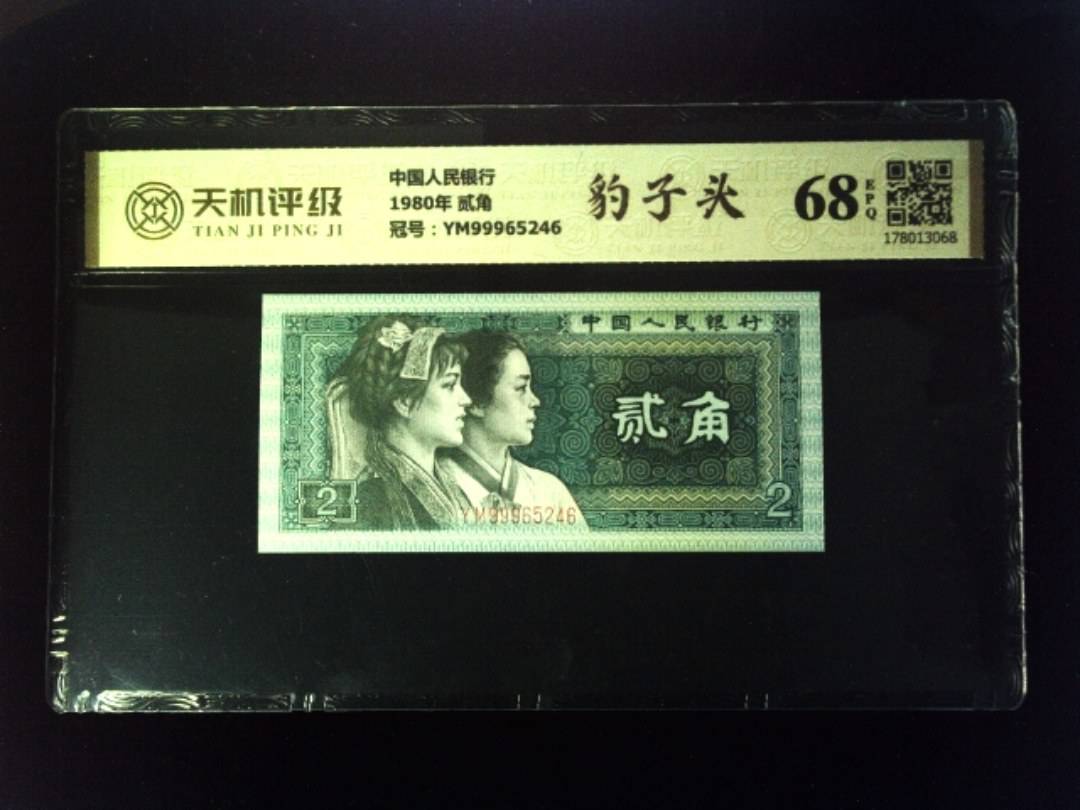 天机评级
TIAN JI PING JI
中国人民银行
1980年 贰角
冠号：YM99965246
豹子头
68
EPQ
178013068
中国人民银行
贰角
2
2
YM99965246